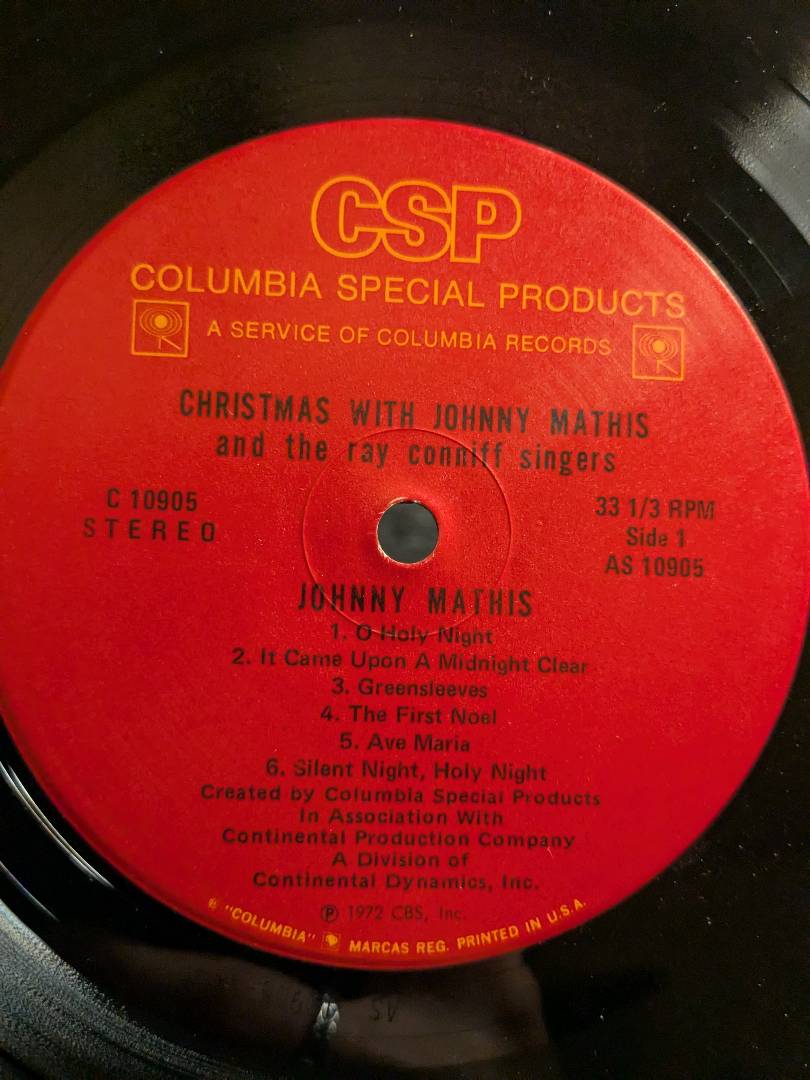 CSP
COLUMBIA SPECIAL PRODUCTS
A SERVICE OF COLUMBIA RECORDS
CHRISTMAS WITH JOHNNY MATHIS
and the ray conniff singers
C 10905
STEREO
33 1/3 RPM
Side 1
AS 10905
JOHNNY MATHIS
1. O Holy Night
2. It Came Upon A Midnight Clear
3. Greensleeves
4. The First Noel
5. Ave Maria
6. Silent Night, Holy Night
Created by Columbia Special Products
In Association With
Continental Production Company
A Division of
Continental Dynamics, Inc.
℗ 1972 CBS, Inc.
® "COLUMBIA" MARCAS REG. PRINTED IN U.S.A.